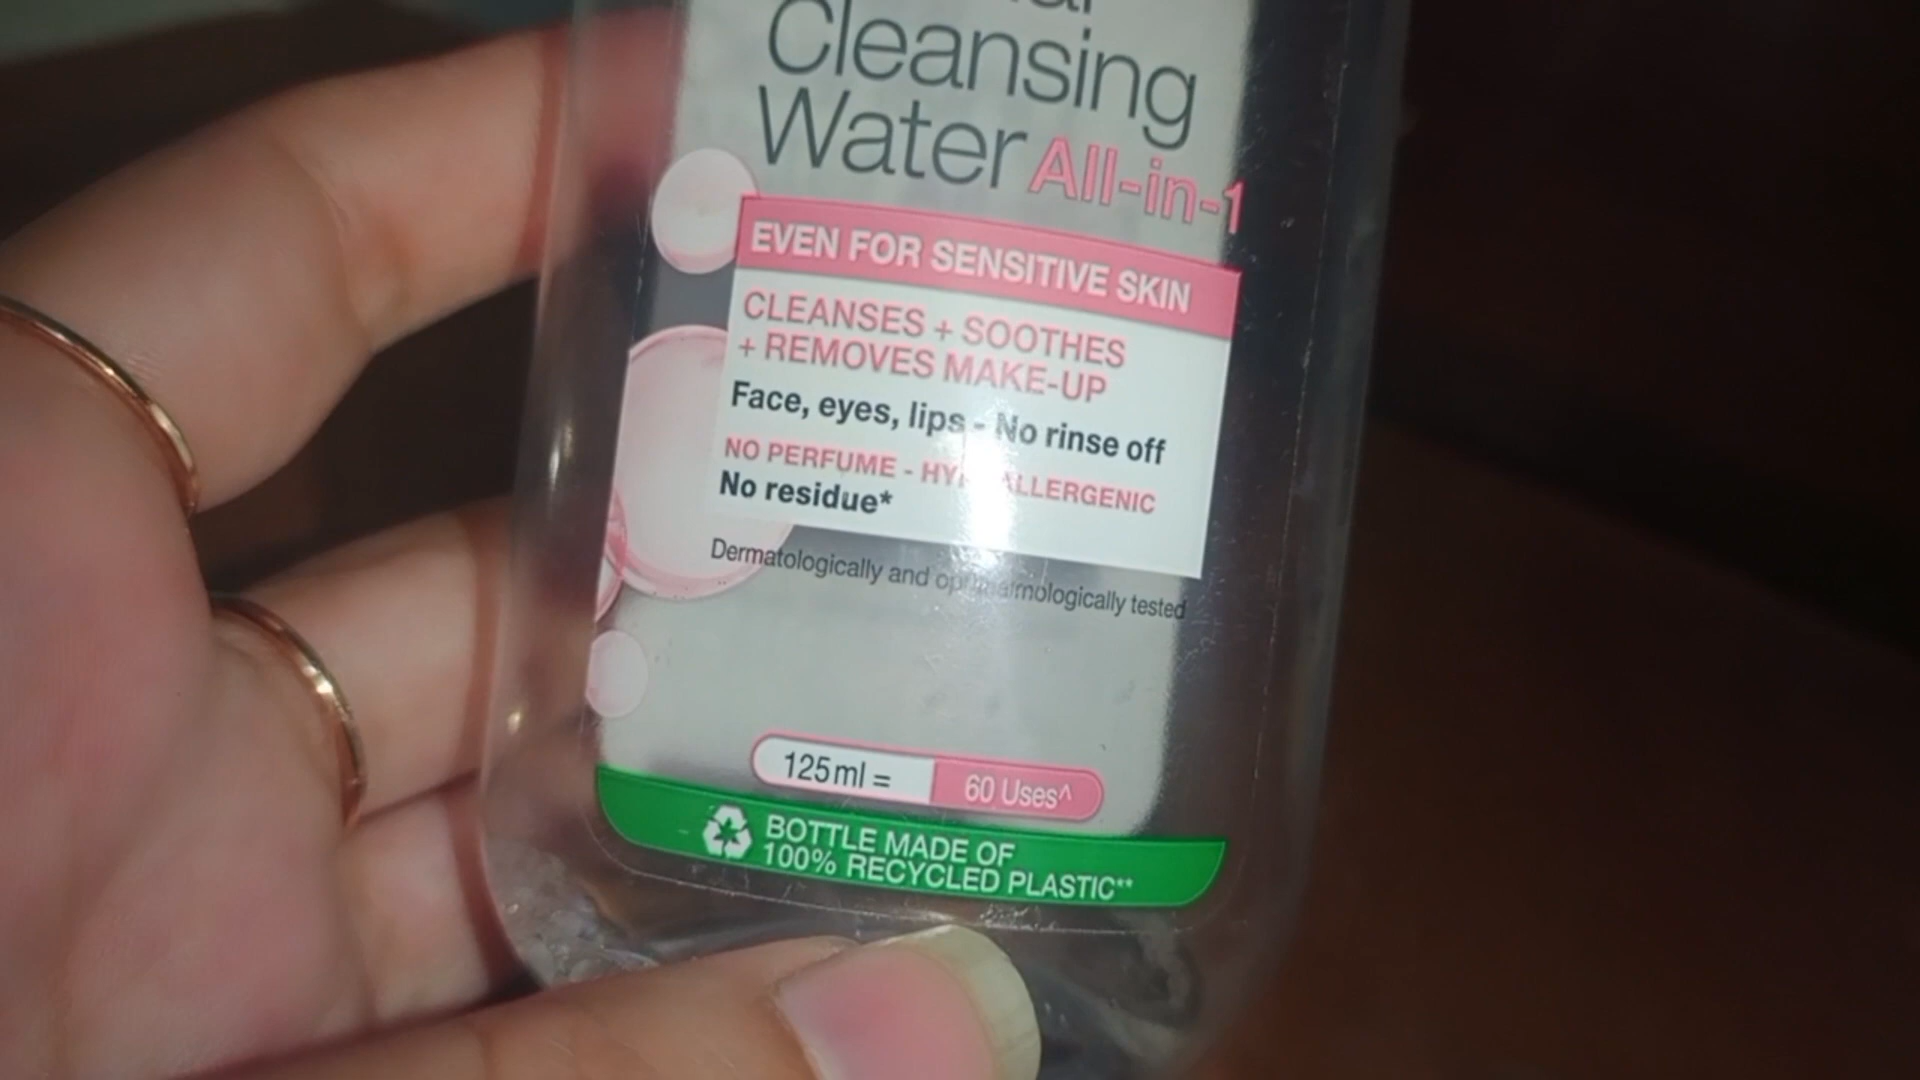 Cleansing
Water All-in-1
EVEN FOR SENSITIVE SKIN
CLEANSES + SOOTHES
+ REMOVES MAKE-UP
Face, eyes, lips - No rinse off
NO PERFUME - HYPOALLERGENIC
No residue*
Dermatologically and ophthalmologically tested
125ml = 60 Uses^
BOTTLE MADE OF
100% RECYCLED PLASTIC**